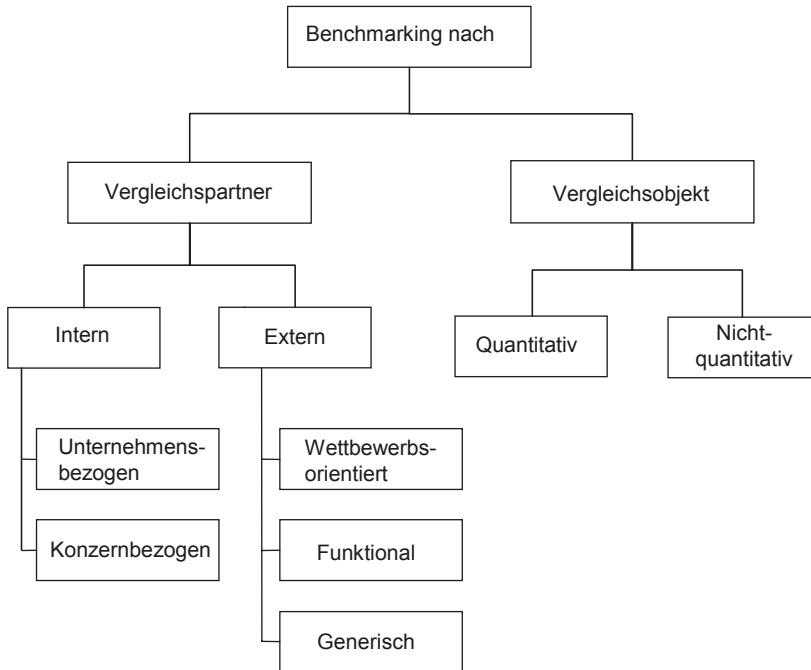 Benchmarking nach
Vergleichspartner
Vergleichsobjekt
Intern
Extern
Quantitativ
Nicht-
quantitativ
Unternehmens-
bezogen
Wettbewerbs-
orientiert
Konzernbezogen
Funktional
Generisch